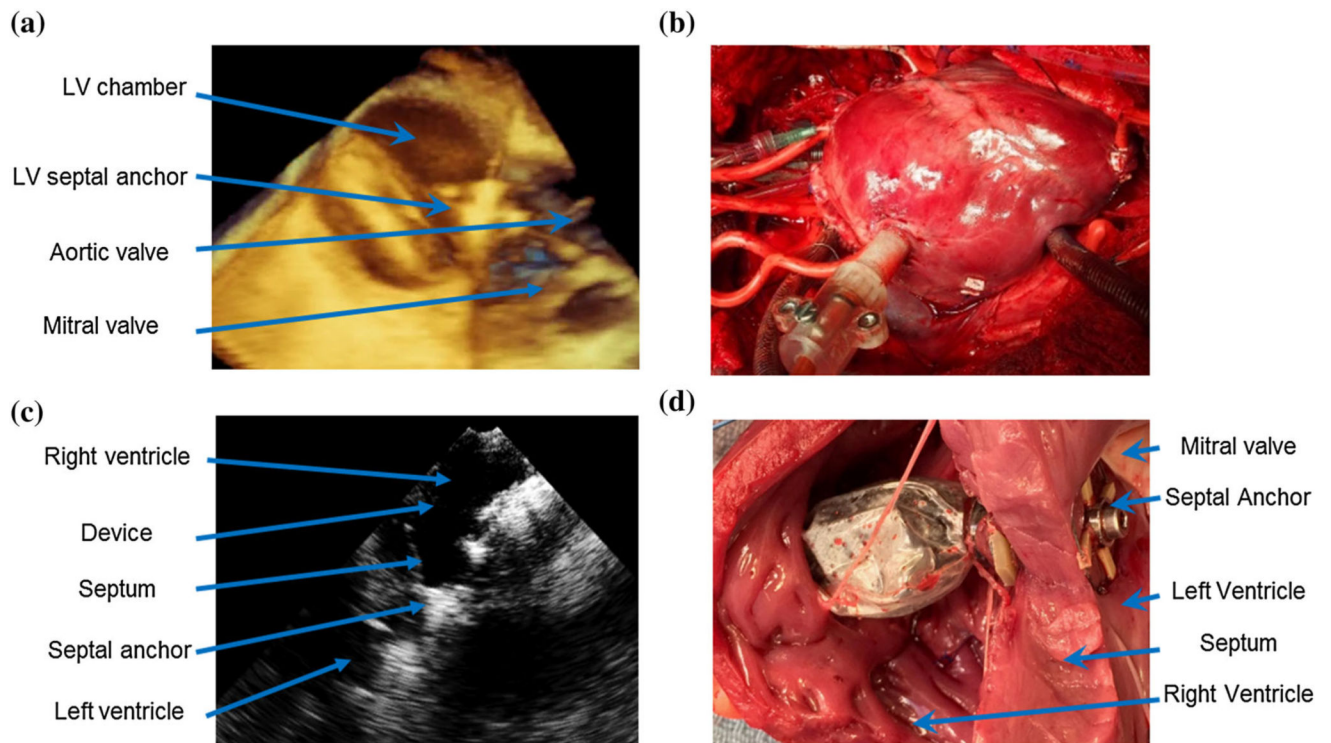 (a)
LV chamber
LV septal anchor
Aortic valve
Mitral valve
(b)
(c)
Right ventricle
Device
Septum
Septal anchor
Left ventricle
(d)
Mitral valve
Septal Anchor
Left Ventricle
Septum
Right Ventricle